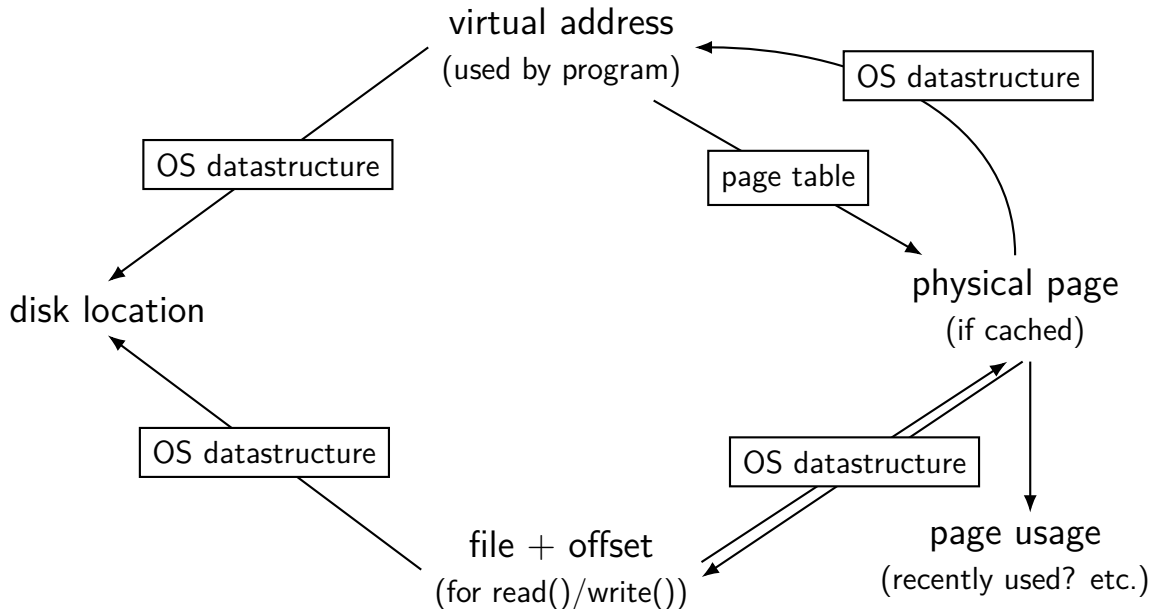 virtual address
(used by program)
OS datastructure
OS datastructure
page table
physical page
(if cached)
disk location
OS datastructure
OS datastructure
file + offset
(for read()/write())
page usage
(recently used? etc.)